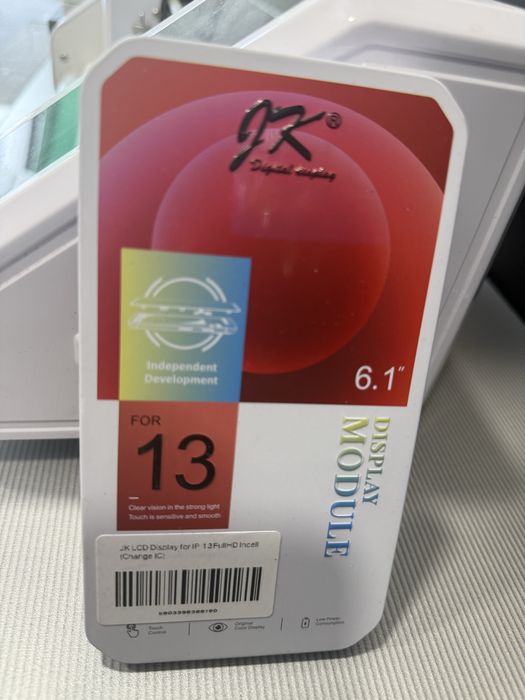 JK®
Digital display
Independent
Development
6.1"
FOR
13
Clear vision in the strong light
Touch is sensitive and smooth
DISPLAY
MODULE
JK LCD Display for iP 13 FullHD Incell
(Change IC)
Touch
Control
Original
Color Display
Low Power
Consumption